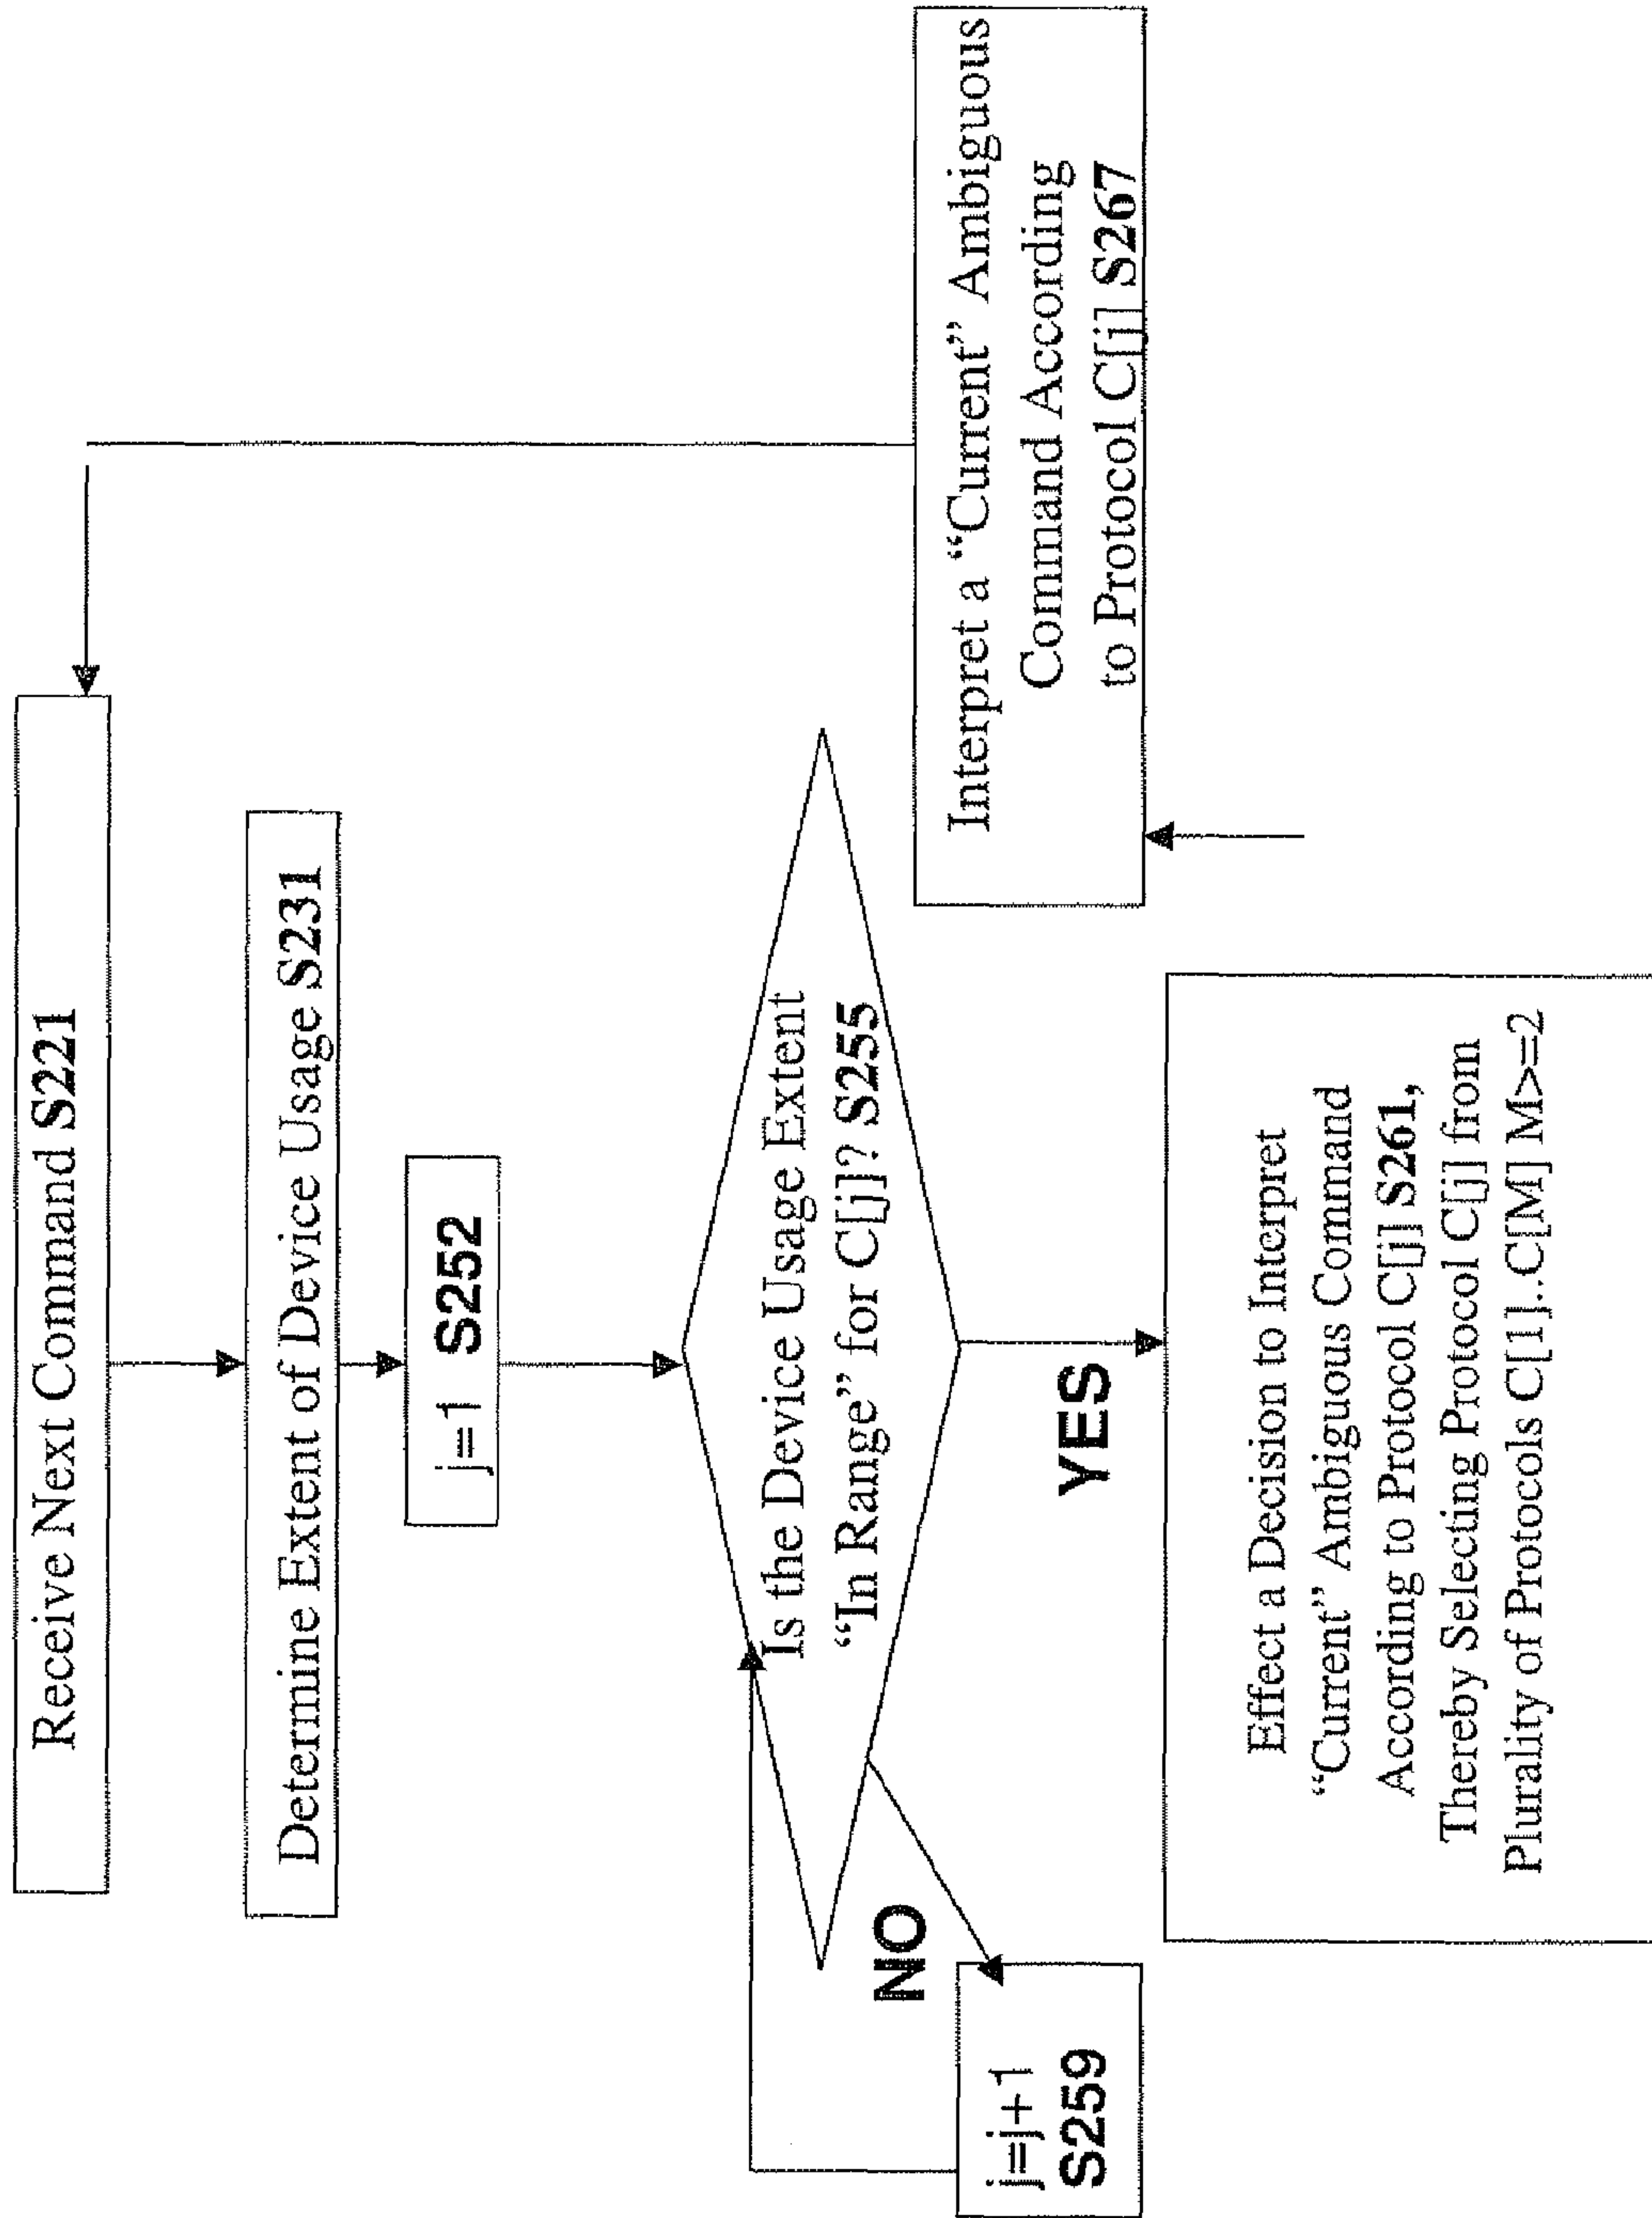 Receive Next Command S221
Determine Extent of Device Usage S231
j=1 S252
Is the Device Usage Extent
“In Range” for C[j]? S255
NO
YES
j=j+1
S259
Effect a Decision to Interpret
“Current” Ambiguous Command
According to Protocol C[j] S261,
Thereby Selecting Protocol C[j] from
Plurality of Protocols C[1]..C[M] M>=2
Interpret a “Current” Ambiguous
Command According
to Protocol C[j] S267